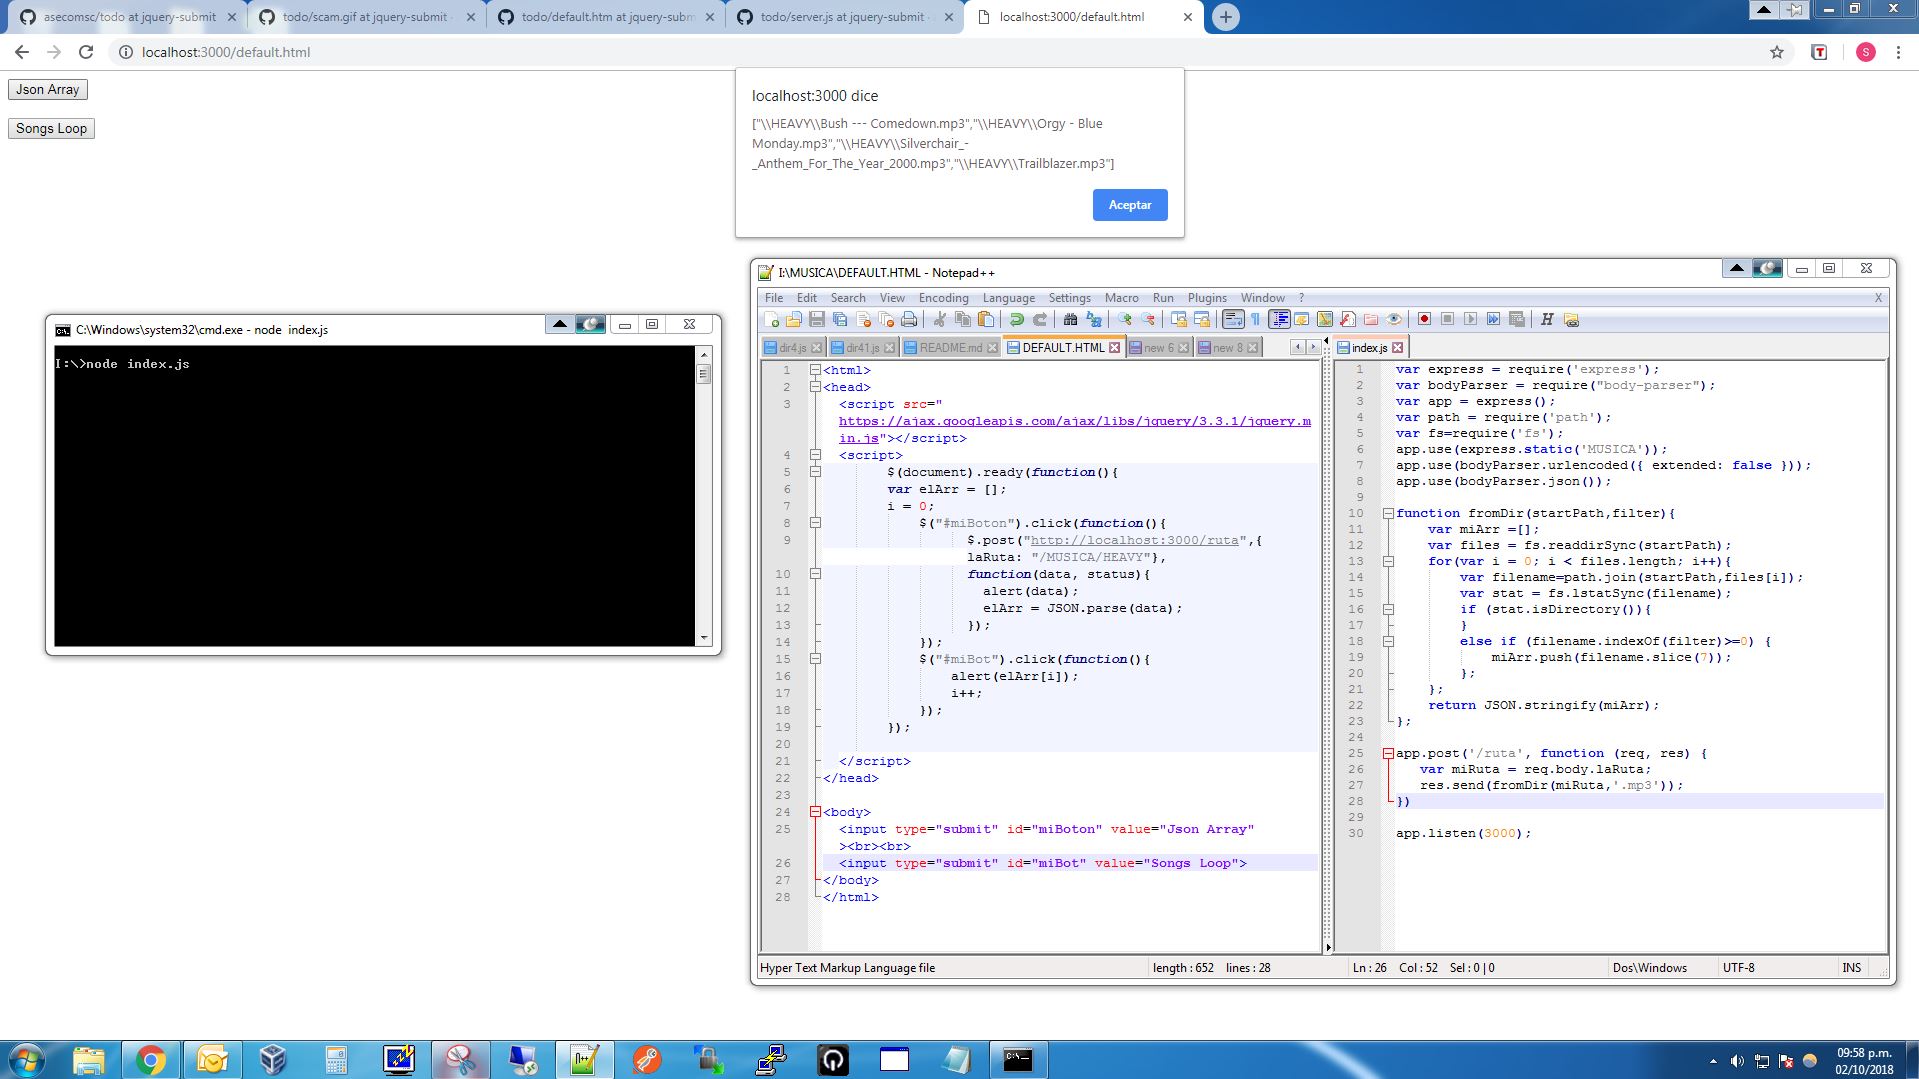 asecomsc/todo at jquery-submit
todo/scam.gif at jquery-submit
todo/default.htm at jquery-subm
todo/server.js at jquery-submit
localhost:3000/default.html
localhost:3000/default.html
T
S
Json Array
Songs Loop
localhost:3000 dice
["\\HEAVY\\Bush --- Comedown.mp3","\\HEAVY\\Orgy - Blue
Monday.mp3","\\HEAVY\\Silverchair_-
_Anthem_For_The_Year_2000.mp3","\\HEAVY\\Trailblazer.mp3"]
Aceptar
C:\Windows\system32\cmd.exe - node  index.js
I:\>node index.js
I:\MUSICA\DEFAULT.HTML - Notepad++
File Edit Search View Encoding Language Settings Macro Run Plugins Window ? X
dir4.js dir41.js README.md DEFAULT.HTML new 6 new 8
1 <html>
2 <head>
3 <script src="
https://ajax.googleapis.com/ajax/libs/jquery/3.3.1/jquery.m
in.js"></script>
4 <script>
5 $(document).ready(function(){
6 var elArr = [];
7 i = 0;
8 $("#miBoton").click(function(){
9 $.post("http://localhost:3000/ruta",{
laRuta: "/MUSICA/HEAVY"},
10 function(data, status){
11 alert(data);
12 elArr = JSON.parse(data);
13 });
14 });
15 $("#miBot").click(function(){
16 alert(elArr[i]);
17 i++;
18 });
19 });
20
21 </script>
22 </head>
23
24 <body>
25 <input type="submit" id="miBoton" value="Json Array"
><br><br>
26 <input type="submit" id="miBot" value="Songs Loop">
27 </body>
28 </html>
index.js
1 var express = require('express');
2 var bodyParser = require("body-parser");
3 var app = express();
4 var path = require('path');
5 var fs=require('fs');
6 app.use(express.static('MUSICA'));
7 app.use(bodyParser.urlencoded({ extended: false }));
8 app.use(bodyParser.json());
9
10 function fromDir(startPath,filter){
11 var miArr =[];
12 var files = fs.readdirSync(startPath);
13 for(var i = 0; i < files.length; i++){
14 var filename=path.join(startPath,files[i]);
15 var stat = fs.lstatSync(filename);
16 if (stat.isDirectory()){
17 }
18 else if (filename.indexOf(filter)>=0) {
19 miArr.push(filename.slice(7));
20 };
21 };
22 return JSON.stringify(miArr);
23 };
24
25 app.post('/ruta', function (req, res) {
26 var miRuta = req.body.laRuta;
27 res.send(fromDir(miRuta,'.mp3'));
28 })
29
30 app.listen(3000);
Hyper Text Markup Language file length : 652 lines : 28 Ln : 26 Col : 52 Sel : 0 | 0 Dos\Windows UTF-8 INS
09:58 p.m.
02/10/2018